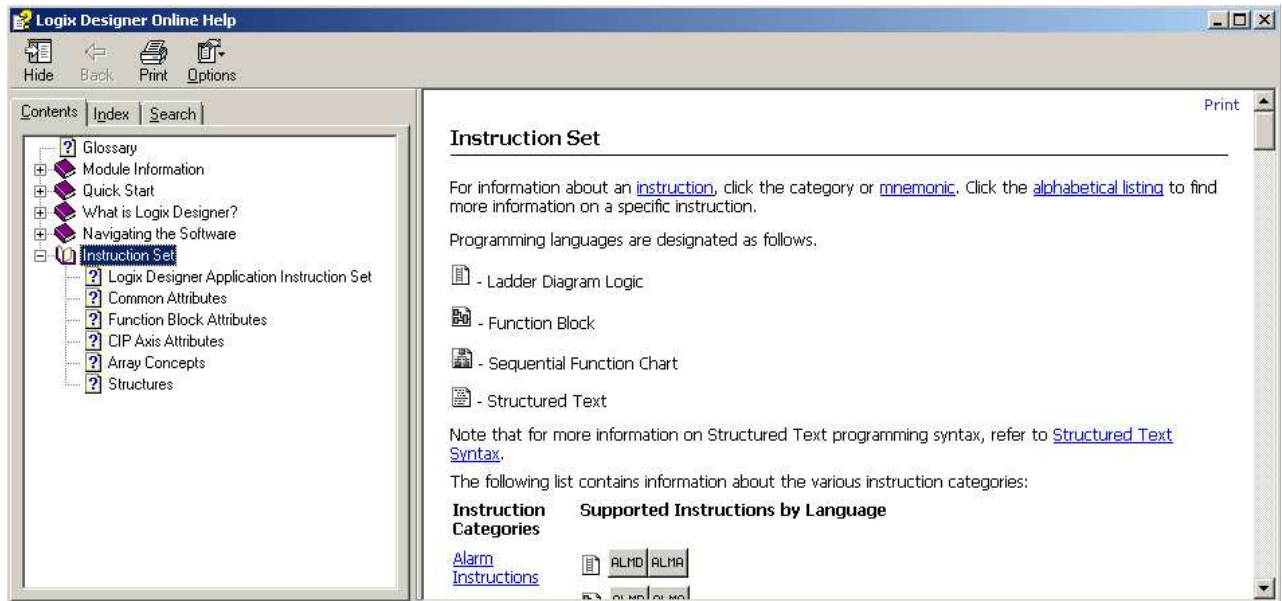 Logix Designer Online Help
Hide Back Print Options
Contents Index Search
Glossary
Module Information
Quick Start
What is Logix Designer?
Navigating the Software
Instruction Set
Logix Designer Application Instruction Set
Common Attributes
Function Block Attributes
CIP Axis Attributes
Array Concepts
Structures
Print
Instruction Set
For information about an instruction, click the category or mnemonic. Click the alphabetical listing to find
more information on a specific instruction.
Programming languages are designated as follows.
- Ladder Diagram Logic
- Function Block
- Sequential Function Chart
- Structured Text
Note that for more information on Structured Text programming syntax, refer to Structured Text
Syntax.
The following list contains information about the various instruction categories:
Instruction
Categories
Supported Instructions by Language
Alarm
Instructions
ALMD ALMA